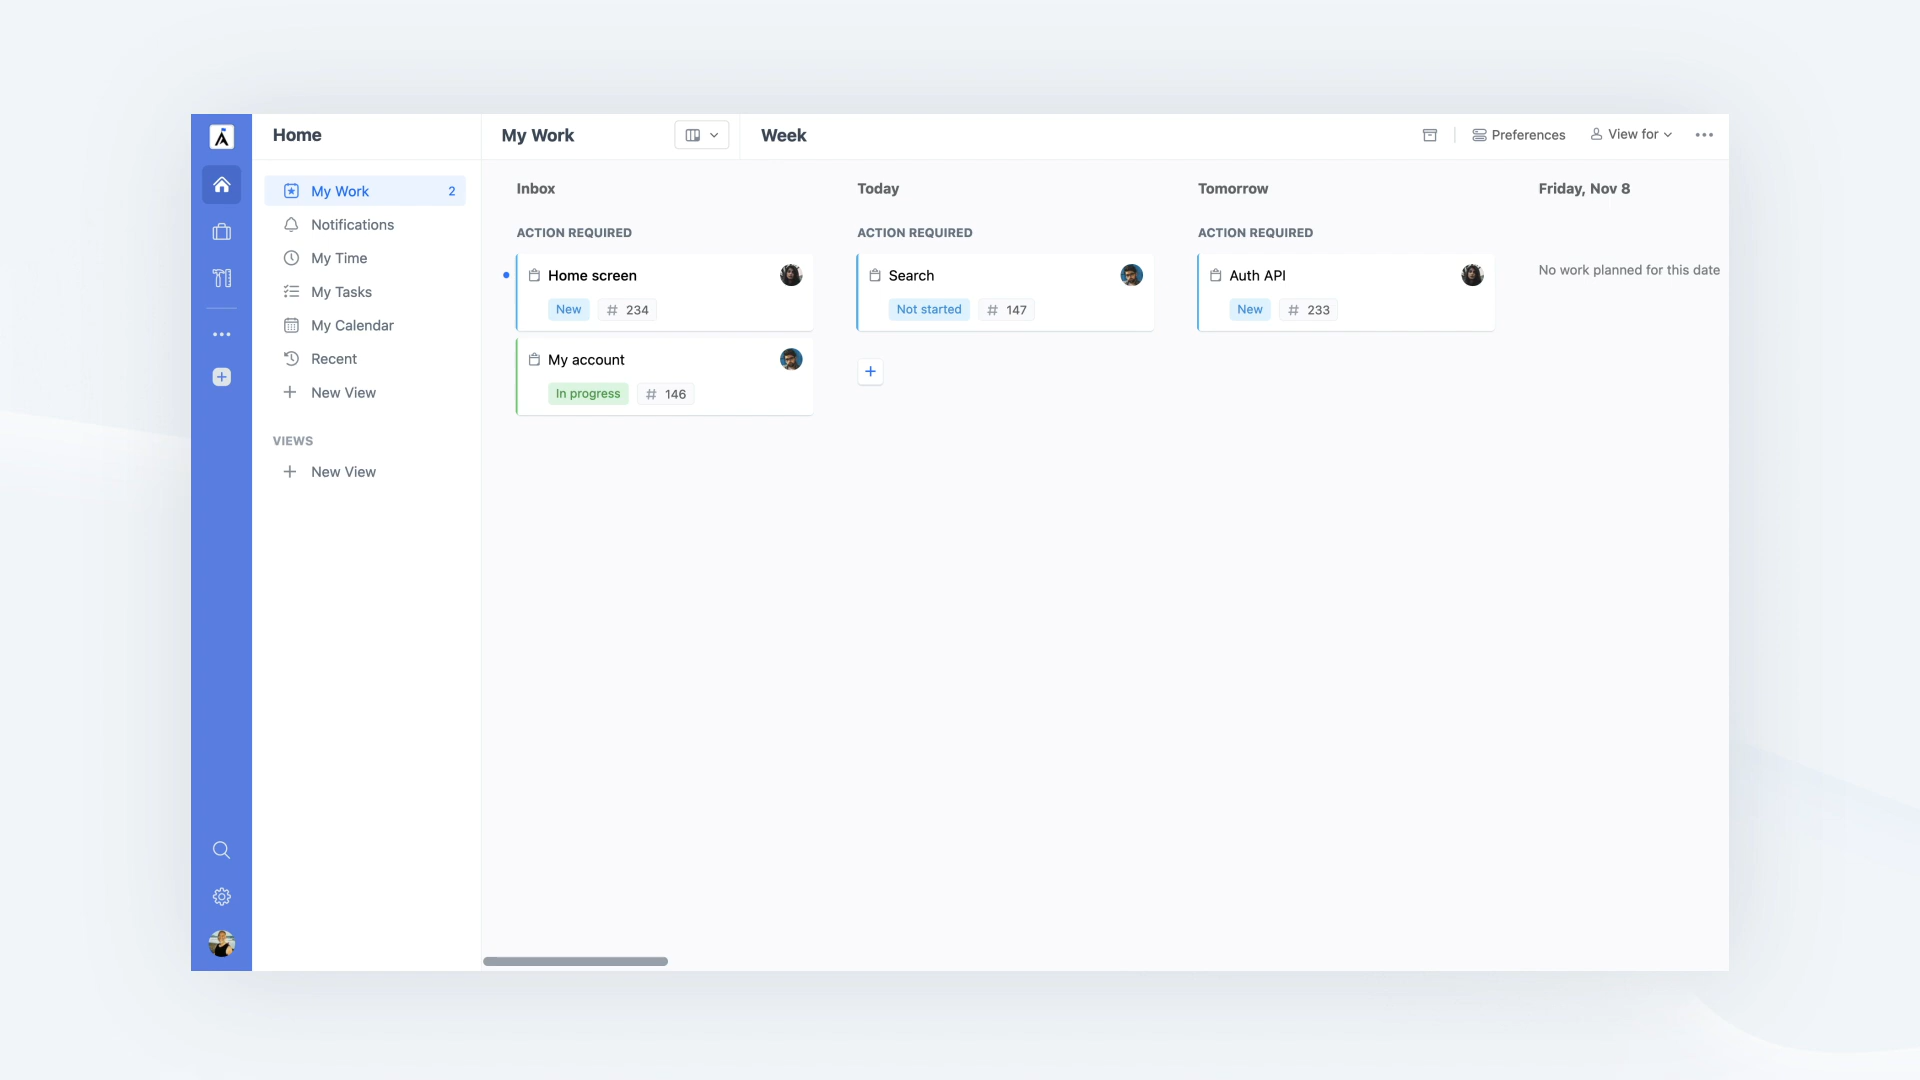 Home
My Work
Week
Preferences
View for
My Work 2
Notifications
My Time
My Tasks
My Calendar
Recent
New View
VIEWS
New View
Inbox
ACTION REQUIRED
Home screen
New # 234
My account
In progress # 146
Today
ACTION REQUIRED
Search
Not started # 147
Tomorrow
ACTION REQUIRED
Auth API
New # 233
Friday, Nov 8
No work planned for this date